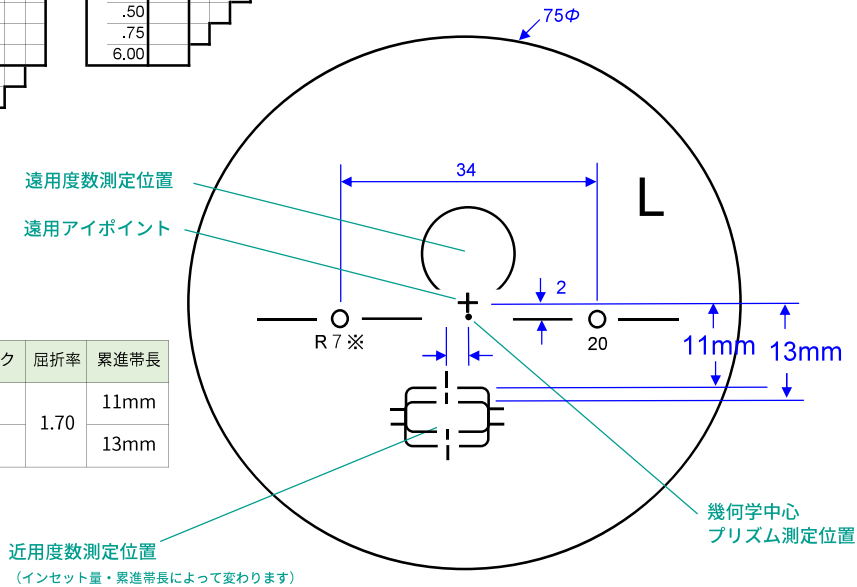 .50
.75
6.00
75Φ
34
L
遠用度数測定位置
遠用アイポイント
2
R 7 ※
20
11mm
13mm
ク 屈折率 累進帯長
1.70
11mm
13mm
幾何学中心
プリズム測定位置
近用度数測定位置
（インセット量・累進帯長によって変わります）